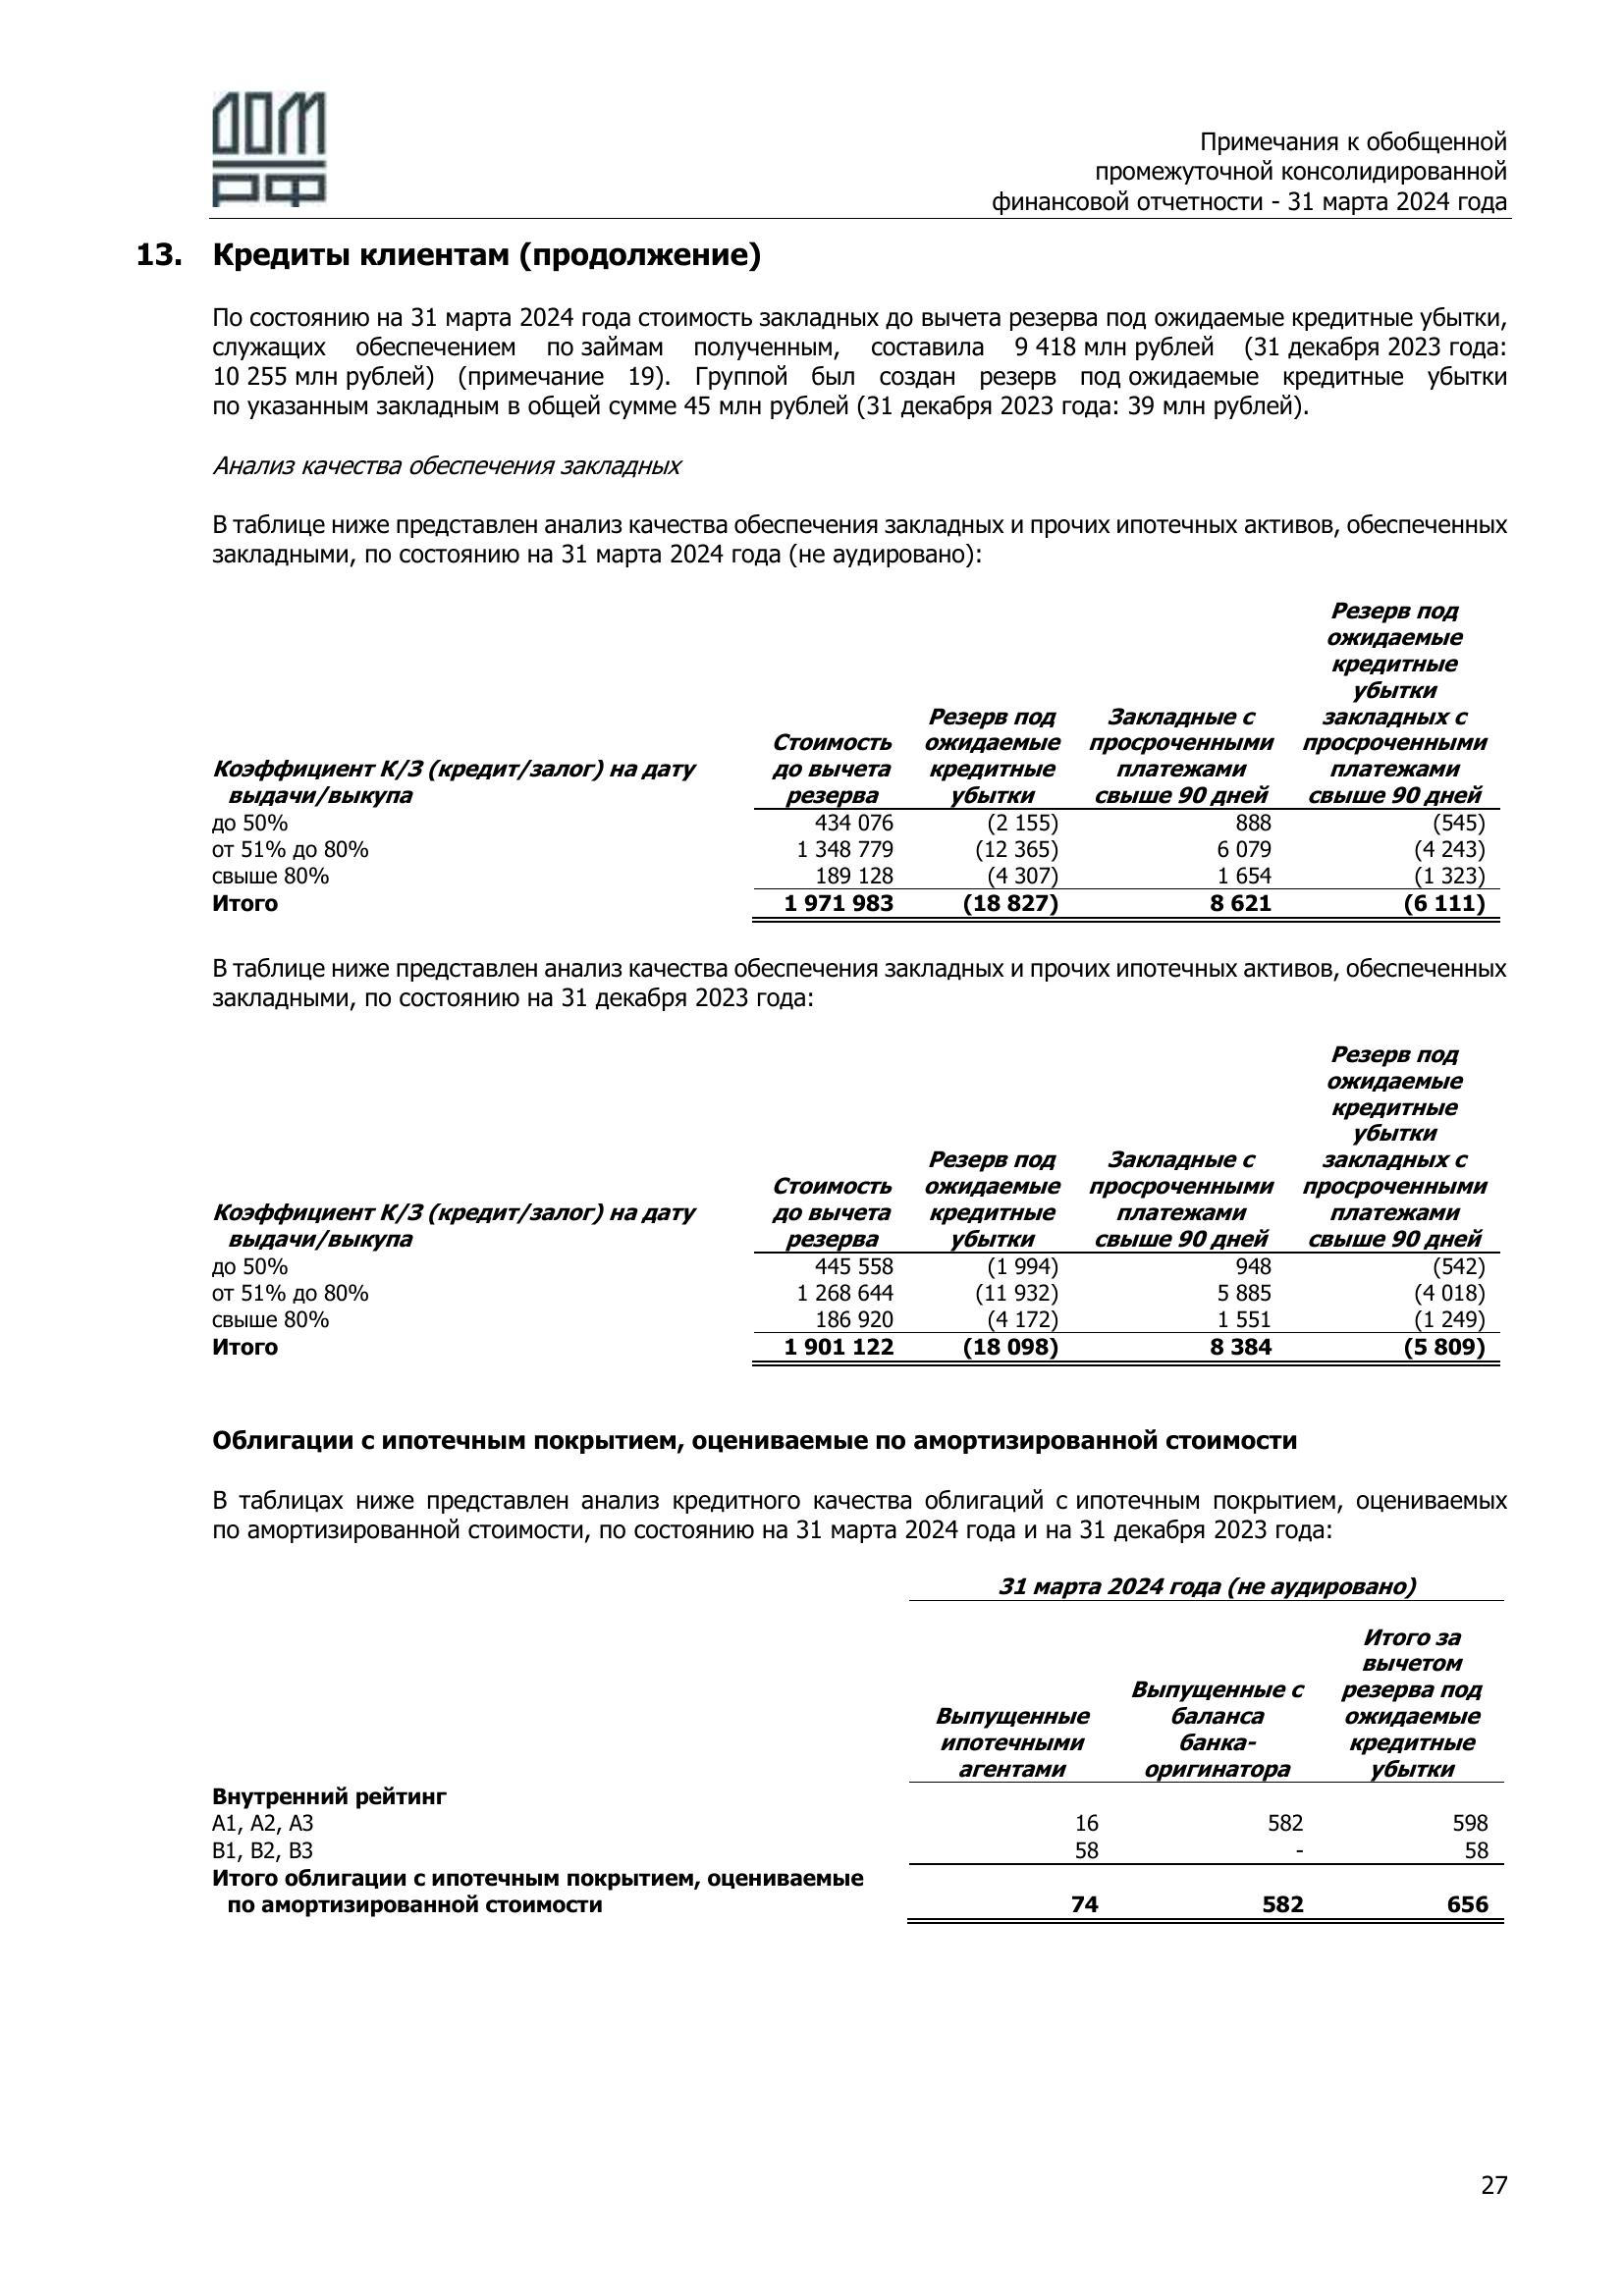 ДОМ
РФ
Примечания к обобщенной
промежуточной консолидированной
финансовой отчетности - 31 марта 2024 года
13. Кредиты клиентам (продолжение)
По состоянию на 31 марта 2024 года стоимость закладных до вычета резерва под ожидаемые кредитные убытки,
служащих обеспечением по займам полученным, составила 9 418 млн рублей (31 декабря 2023 года:
10 255 млн рублей) (примечание 19). Группой был создан резерв под ожидаемые кредитные убытки
по указанным закладным в общей сумме 45 млн рублей (31 декабря 2023 года: 39 млн рублей).
Анализ качества обеспечения закладных
В таблице ниже представлен анализ качества обеспечения закладных и прочих ипотечных активов, обеспеченных
закладными, по состоянию на 31 марта 2024 года (не аудировано):
Резерв под
ожидаемые
кредитные
убытки
Резерв под Закладные с закладных с
Стоимость ожидаемые просроченными просроченными
Коэффициент К/З (кредит/залог) на дату до вычета кредитные платежами платежами
выдачи/выкупа резерва убытки свыше 90 дней свыше 90 дней
до 50% 434 076 (2 155) 888 (545)
от 51% до 80% 1 348 779 (12 365) 6 079 (4 243)
свыше 80% 189 128 (4 307) 1 654 (1 323)
Итого 1 971 983 (18 827) 8 621 (6 111)
В таблице ниже представлен анализ качества обеспечения закладных и прочих ипотечных активов, обеспеченных
закладными, по состоянию на 31 декабря 2023 года:
Резерв под
ожидаемые
кредитные
убытки
Резерв под Закладные с закладных с
Стоимость ожидаемые просроченными просроченными
Коэффициент К/З (кредит/залог) на дату до вычета кредитные платежами платежами
выдачи/выкупа резерва убытки свыше 90 дней свыше 90 дней
до 50% 445 558 (1 994) 948 (542)
от 51% до 80% 1 268 644 (11 932) 5 885 (4 018)
свыше 80% 186 920 (4 172) 1 551 (1 249)
Итого 1 901 122 (18 098) 8 384 (5 809)
Облигации с ипотечным покрытием, оцениваемые по амортизированной стоимости
В таблицах ниже представлен анализ кредитного качества облигаций с ипотечным покрытием, оцениваемых
по амортизированной стоимости, по состоянию на 31 марта 2024 года и на 31 декабря 2023 года:
31 марта 2024 года (не аудировано)
Итого за
вычетом
Выпущенные с резерва под
Выпущенные баланса ожидаемые
ипотечными банка- кредитные
агентами оригинатора убытки
Внутренний рейтинг
А1, А2, А3 16 582 598
В1, В2, В3 58 - 58
Итого облигации с ипотечным покрытием, оцениваемые
по амортизированной стоимости 74 582 656
27